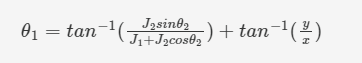 θ₁ = tan⁻¹(J₂sinθ₂ / J₁+J₂cosθ₂) + tan⁻¹(y/x)